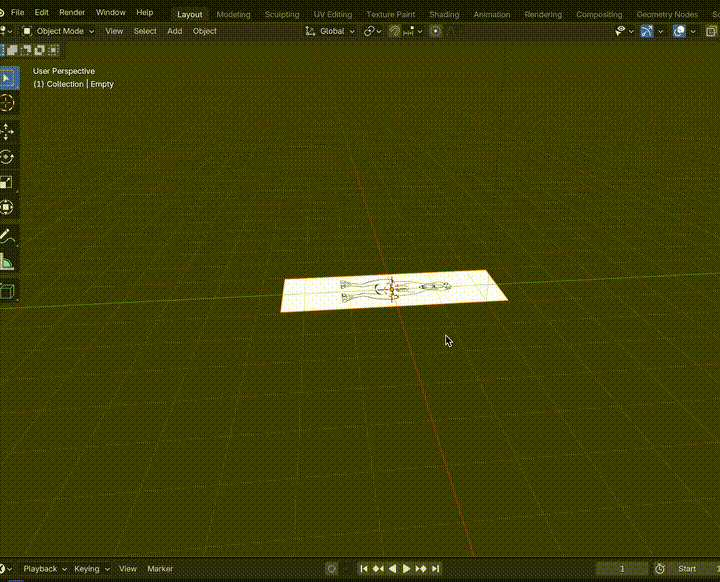 File Edit Render Window Help Layout Modeling Sculpting UV Editing Texture Paint Shading Animation Rendering Compositing Geometry Nodes
Object Mode View Select Add Object Global
User Perspective
(1) Collection | Empty
Playback Keying View Marker 1 Start